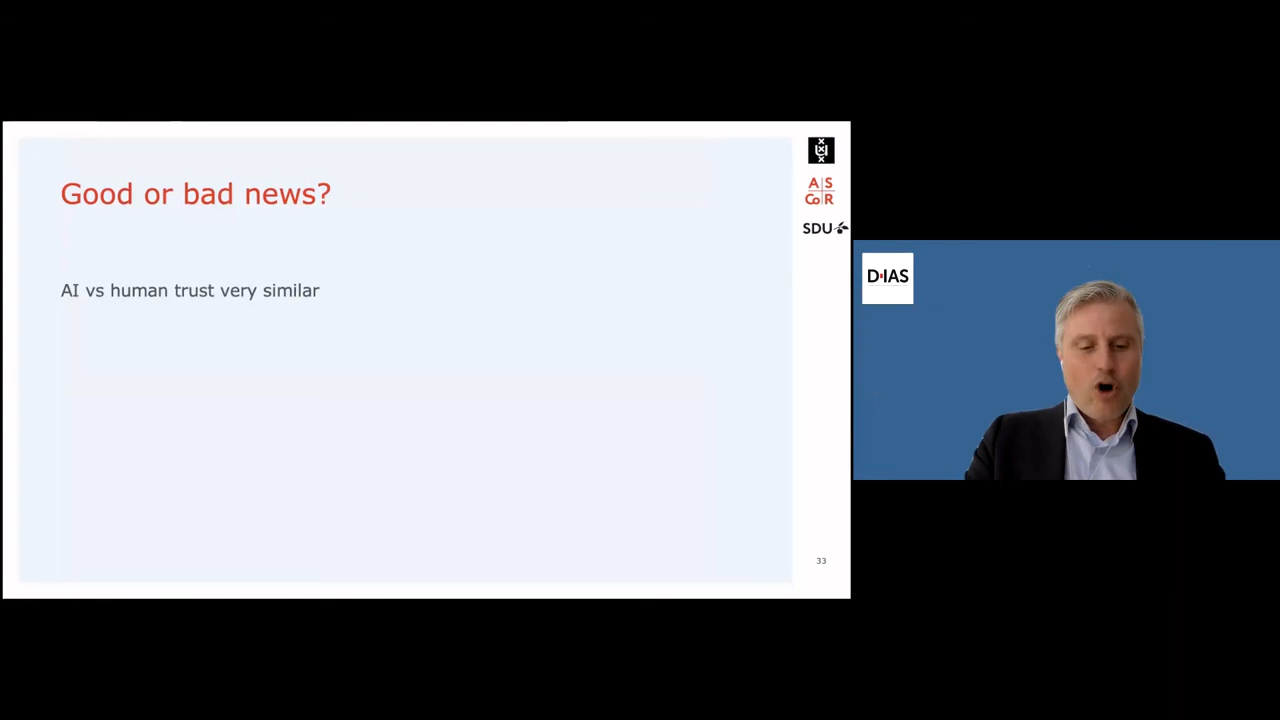 Good or bad news?
AI vs human trust very similar
A S
Co R
SDU
33
D·IAS